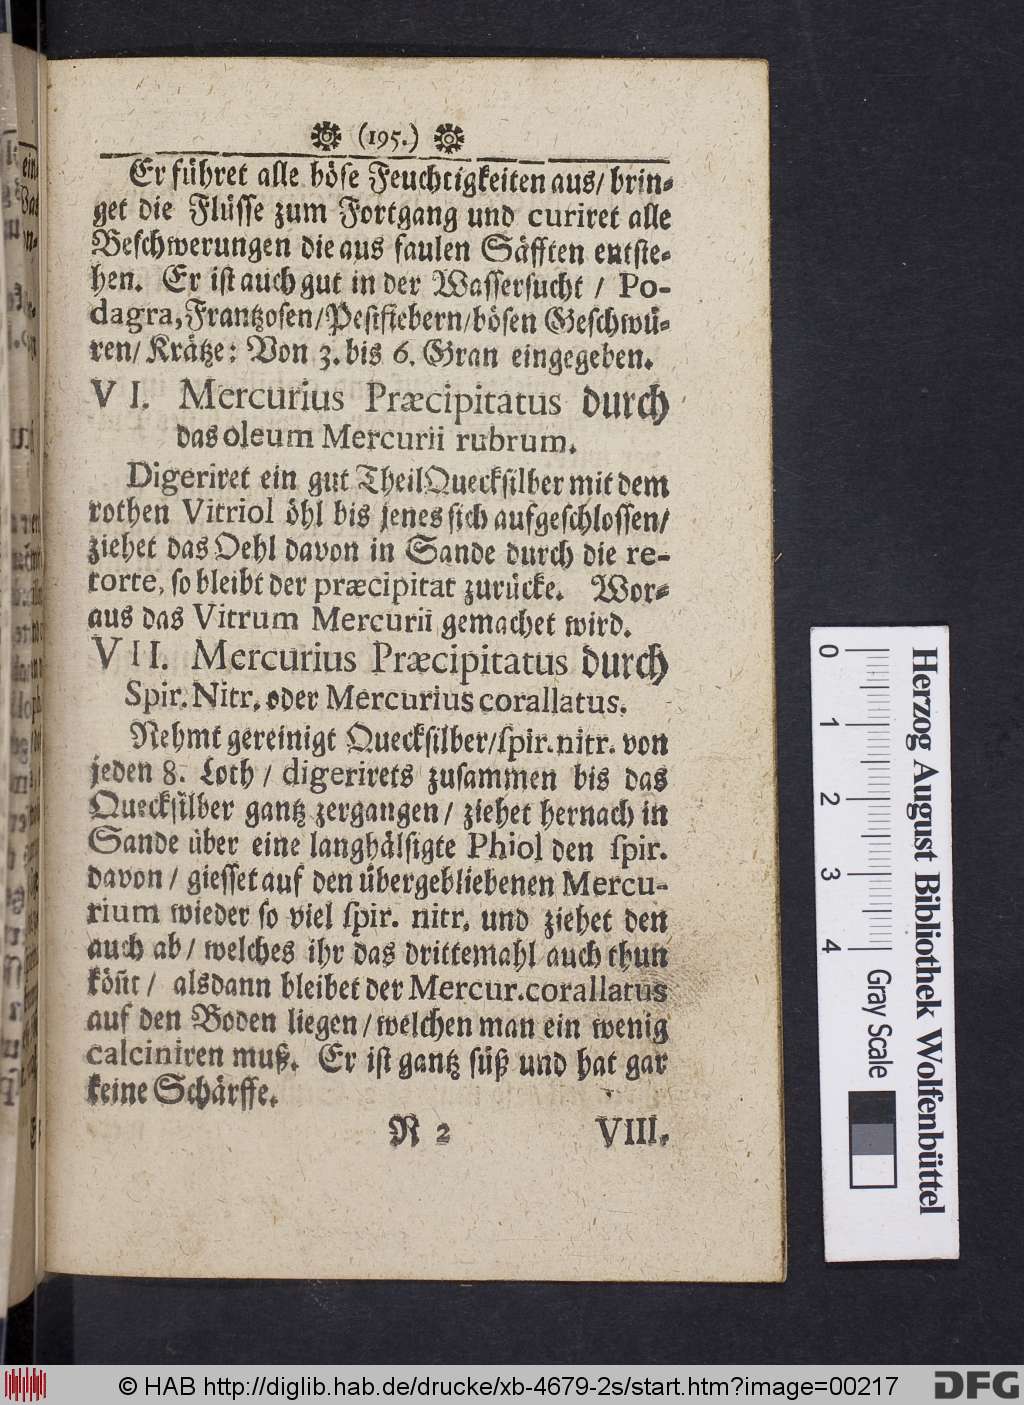 (195.)
Er führet alle böse Feuchtigkeiten aus/ brin-
get die Flüsse zum Fortgang und curiret alle
Beschwerungen die aus faulen Säfften entste-
hen. Er ist auch gut in der Wassersucht / Po-
dagra, Frantzosen/Pestfiebern/bösen Geschwü-
ren/ Krätze: Von 3. bis 6. Gran eingegeben.
VI. Mercurius Præcipitatus durch
das oleum Mercurii rubrum.
Digeriret ein gut Theil Quecksilber mit dem
rothen Vitriol öhl bis jenes sich aufgeschlossen/
ziehet das Oehl davon in Sande durch die re-
torte, so bleibt der præcipitat zurücke. Wor-
aus das Vitrum Mercurii gemachet wird.
VII. Mercurius Præcipitatus durch
Spir. Nitr. oder Mercurius corallatus.
Nehmt gereinigt Quecksilber/spir. nitr. von
jeden 8. Loth / digerirets zusammen bis das
Quecksilber gantz zergangen/ ziehet hernach in
Sande über eine langhälsigte Phiol den spir.
davon / giesset auf den übergebliebenen Mercu-
rium wieder so viel spir. nitr. und ziehet den
auch ab/ welches ihr das drittemahl auch thun
köñt / alsdann bleibet der Mercur. corallatus
auf den Boden liegen/welchen man ein wenig
calciniren muß. Er ist gantz süß und hat gar
keine Schärffe.
N 2 VIII.
0
1
2
3
4
Gray Scale
Herzog August Bibliothek Wolfenbüttel
© HAB http://diglib.hab.de/drucke/xb-4679-2s/start.htm?image=00217
DFG